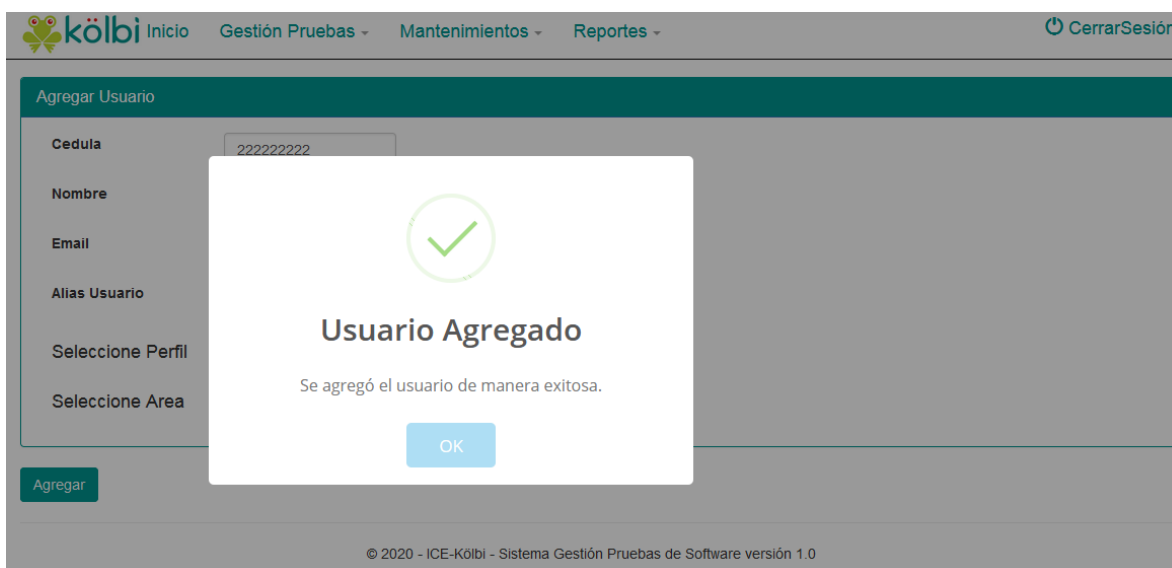 kölbi Inicio Gestión Pruebas Mantenimientos Reportes CerrarSesión
Agregar Usuario
Cedula 222222222
Nombre
Email
Alias Usuario
Seleccione Perfil
Seleccione Area
Usuario Agregado
Se agregó el usuario de manera exitosa.
OK
Agregar
© 2020 - ICE-Kölbi - Sistema Gestión Pruebas de Software versión 1.0